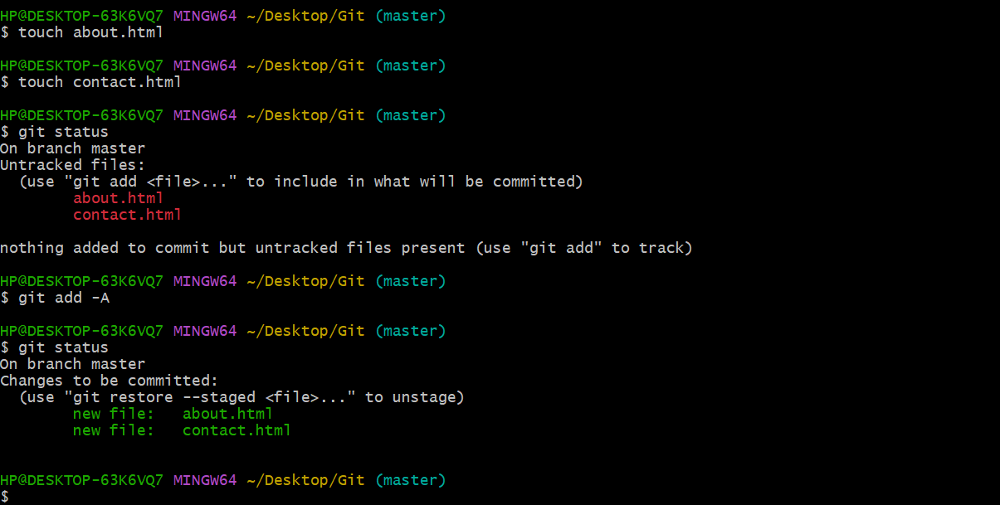 HP@DESKTOP-63K6VQ7 MINGW64 ~/Desktop/Git (master)
$ touch about.html
HP@DESKTOP-63K6VQ7 MINGW64 ~/Desktop/Git (master)
$ touch contact.html
HP@DESKTOP-63K6VQ7 MINGW64 ~/Desktop/Git (master)
$ git status
On branch master
Untracked files:
  (use "git add <file>..." to include in what will be committed)
        about.html
        contact.html
nothing added to commit but untracked files present (use "git add" to track)
HP@DESKTOP-63K6VQ7 MINGW64 ~/Desktop/Git (master)
$ git add -A
HP@DESKTOP-63K6VQ7 MINGW64 ~/Desktop/Git (master)
$ git status
On branch master
Changes to be committed:
  (use "git restore --staged <file>..." to unstage)
        new file:   about.html
        new file:   contact.html
HP@DESKTOP-63K6VQ7 MINGW64 ~/Desktop/Git (master)
$